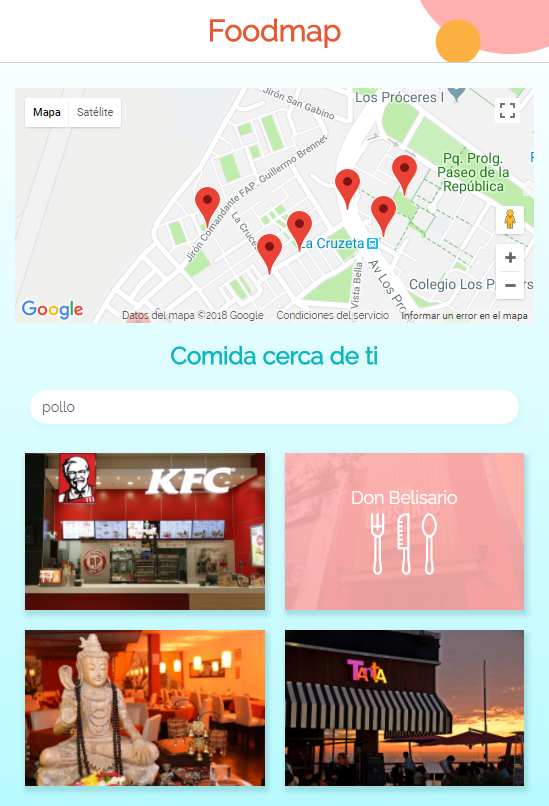 Foodmap
Mapa
Satélite
Jirón San Gabino
Los Próceres I
Jirón Comandante FAP. Guillermo Brennet
Pq. Prolg.
Paseo de la
República
La Cruce
La Cruzeta
Vista Bella
Av Los Pro
Colegio Los Pr
Google
Datos del mapa ©2018 Google
Condiciones del servicio
Informar un error en el mapa
Comida cerca de ti
pollo
KFC
Don Belisario
RP
TANTA